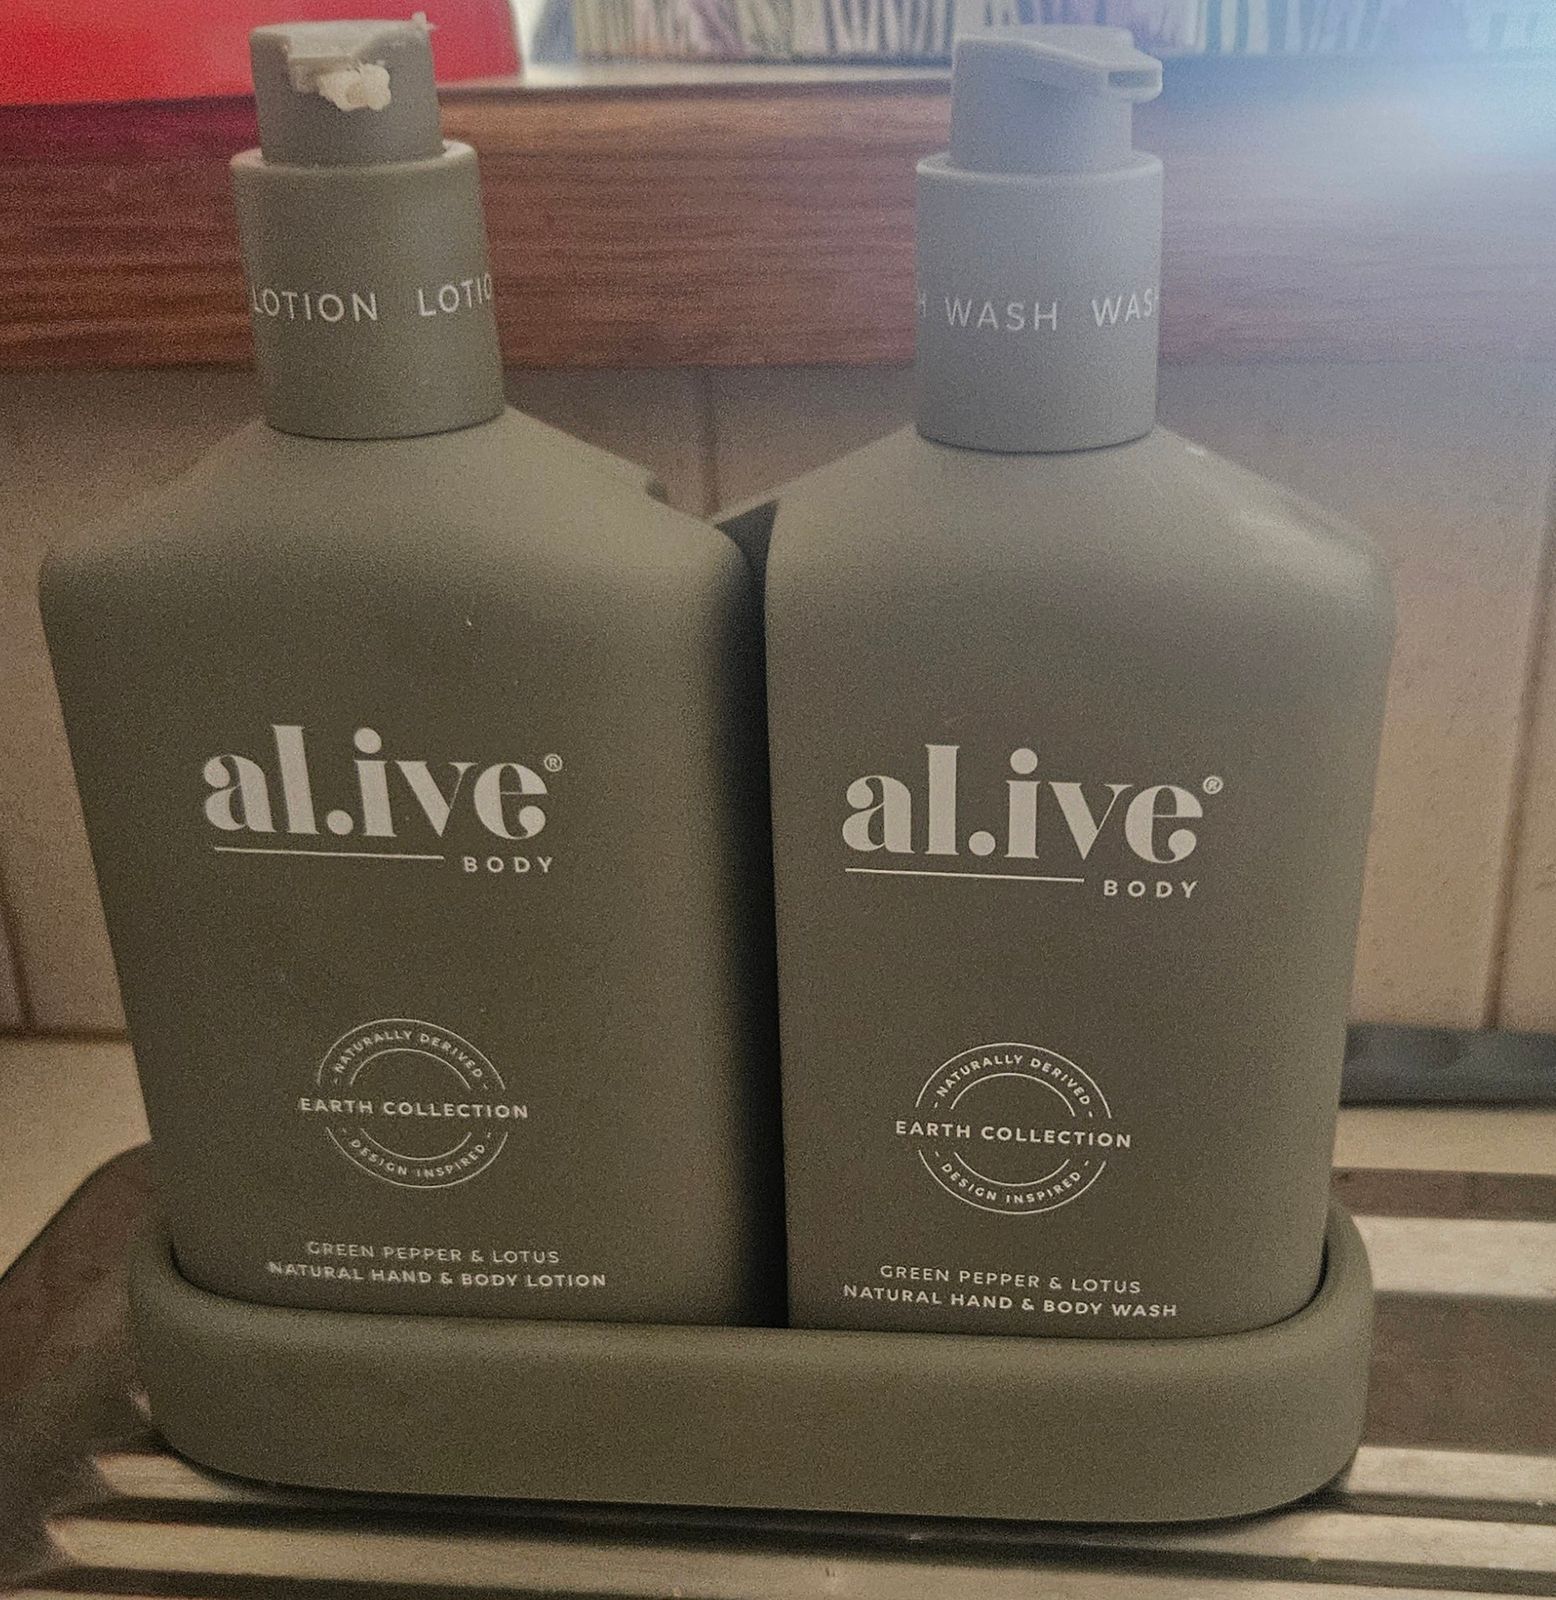 LOTION LOTIO
H WASH WAS
al.ive®
BODY
NATURALLY DERIVED
EARTH COLLECTION
DESIGN INSPIRED
GREEN PEPPER & LOTUS
NATURAL HAND & BODY LOTION
al.ive®
BODY
NATURALLY DERIVED
EARTH COLLECTION
DESIGN INSPIRED
GREEN PEPPER & LOTUS
NATURAL HAND & BODY WASH